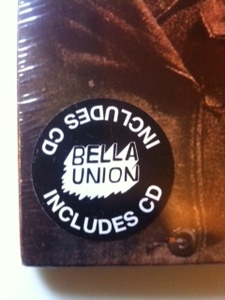 INCLUDES CD
BELLA
UNION
INCLUDES CD